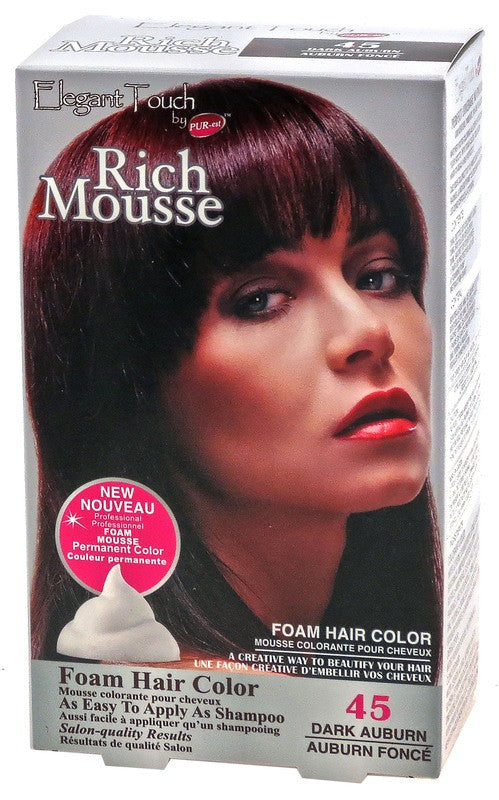 45
DARK AUBURN
AUBURN FONCÉ
Rich
Mousse
Elegant Touch
by PUR-est™
Rich
Mousse
NEW
NOUVEAU
Professional
Professionnel
FOAM
MOUSSE
Permanent Color
Couleur permanente
FOAM HAIR COLOR
MOUSSE COLORANTE POUR CHEVEUX
A CREATIVE WAY TO BEAUTIFY YOUR HAIR
UNE FAÇON CRÉATIVE D'EMBELLIR VOS CHEVEUX
Foam Hair Color
Mousse colorante pour cheveux
As Easy To Apply As Shampoo
Aussi facile à appliquer qu'un shampooing
Salon-quality Results
Résultats de qualité Salon
45
DARK AUBURN
AUBURN FONCÉ